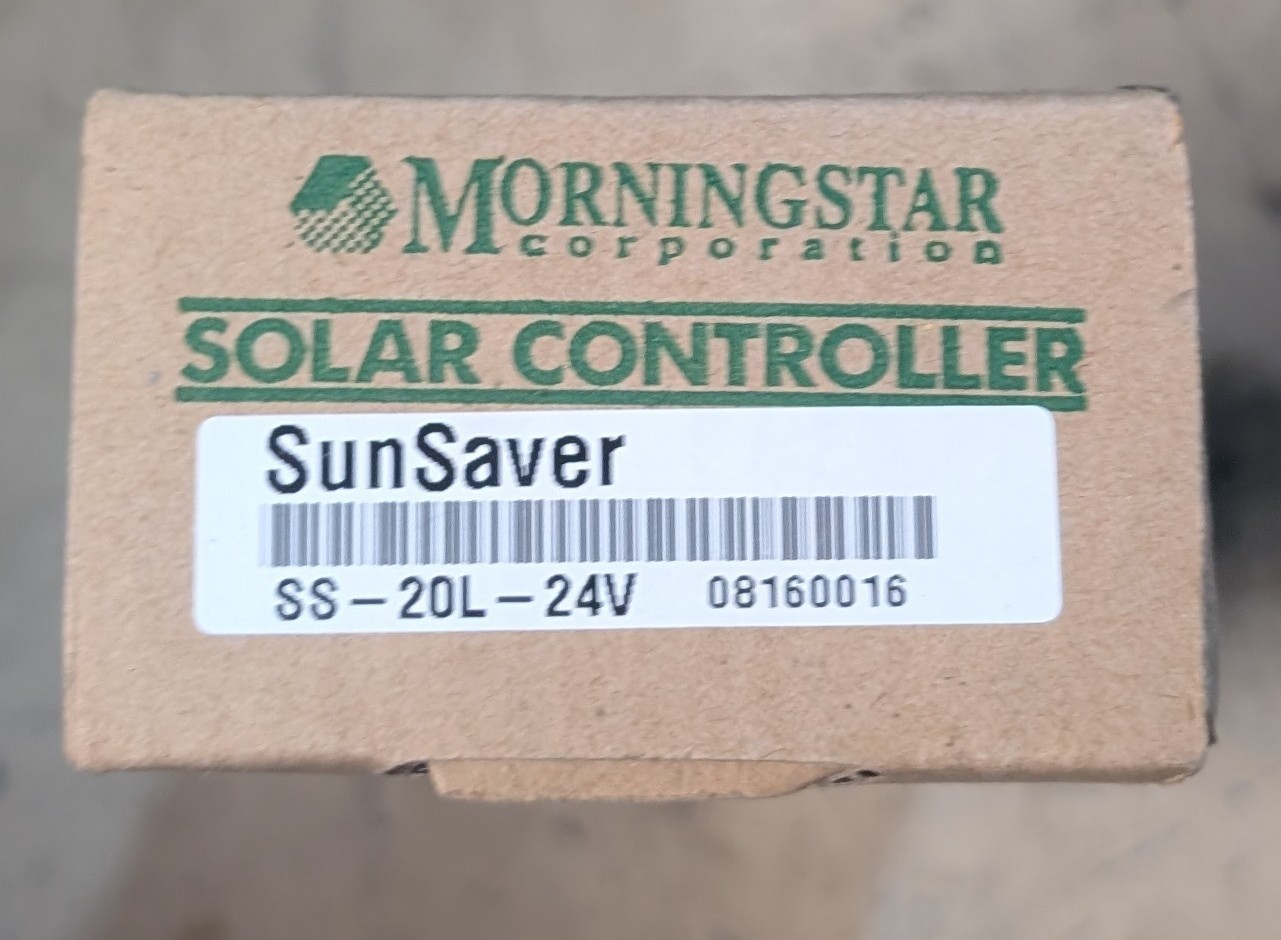 MORNINGSTAR
corporation
SOLAR CONTROLLER
SunSaver
SS-20L-24V 08160016